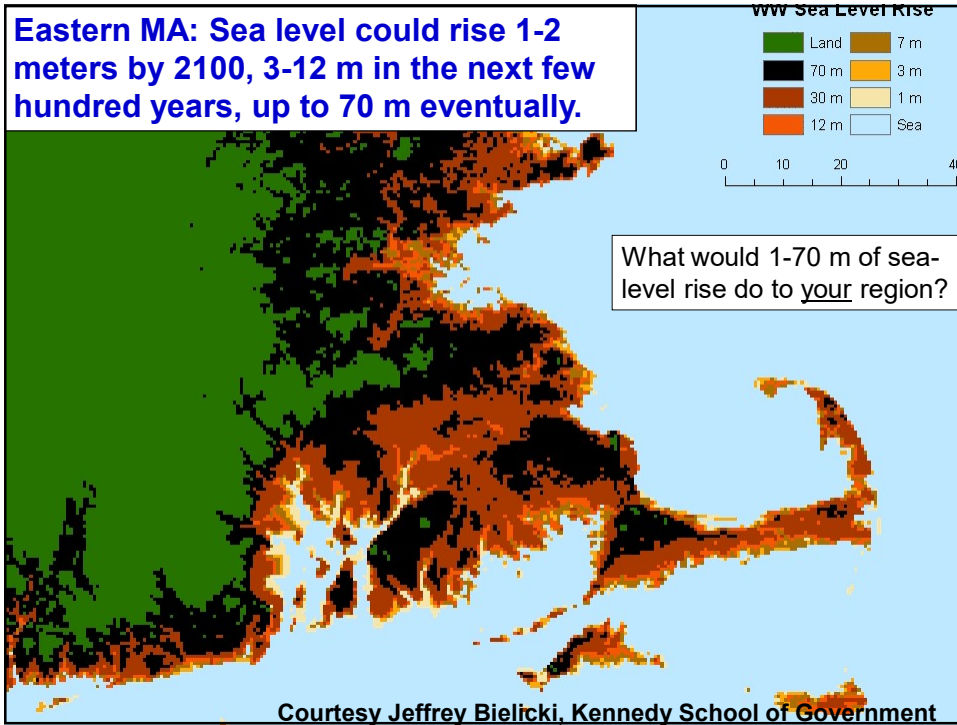 Eastern MA: Sea level could rise 1-2
meters by 2100, 3-12 m in the next few
hundred years, up to 70 m eventually.
WW Sea Level Rise
Land 7 m
70 m 3 m
30 m 1 m
12 m Sea
0 10 20 40
What would 1-70 m of sea-
level rise do to your region?
Courtesy Jeffrey Bielicki, Kennedy School of Government